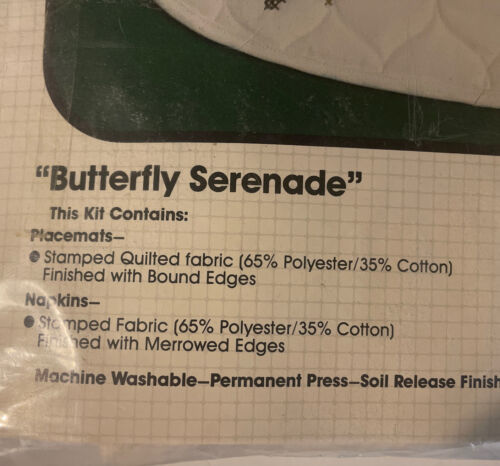 “Butterfly Serenade”
This Kit Contains:
Placemats—
● Stamped Quilted fabric (65% Polyester/35% Cotton)
Finished with Bound Edges
Napkins—
● Stamped Fabric (65% Polyester/35% Cotton)
Finished with Merrowed Edges
Machine Washable—Permanent Press—Soil Release Finish